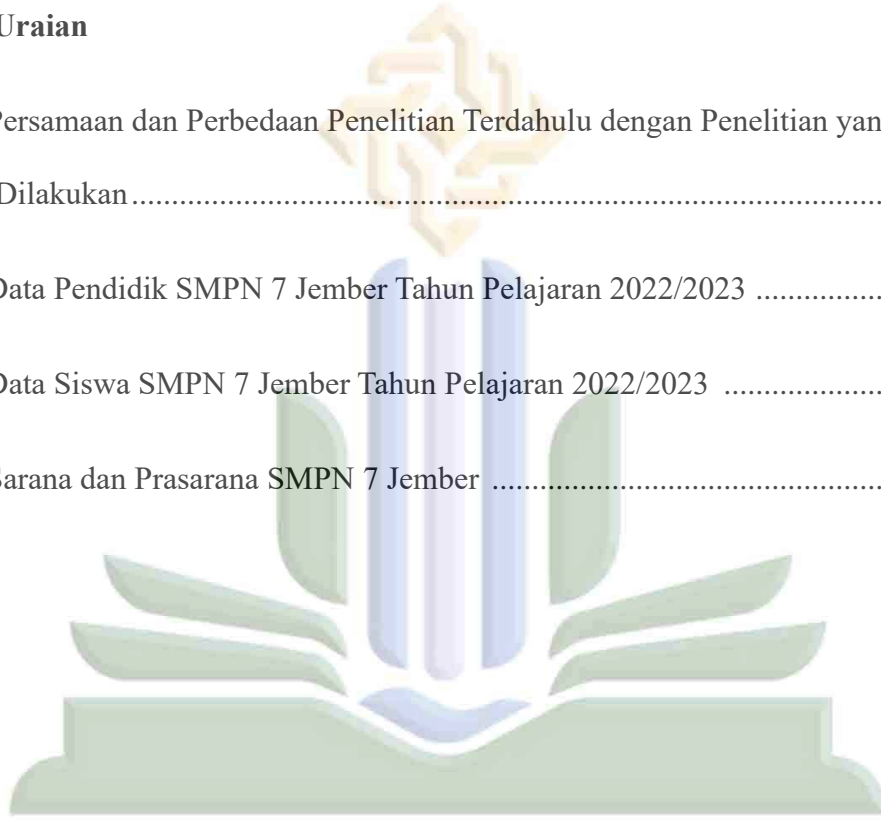 Uraian
Persamaan dan Perbedaan Penelitian Terdahulu dengan Penelitian yan
Dilakukan ..........................................................................................
Data Pendidik SMPN 7 Jember Tahun Pelajaran 2022/2023 ................
Data Siswa SMPN 7 Jember Tahun Pelajaran 2022/2023 ....................
Sarana dan Prasarana SMPN 7 Jember ..................................................